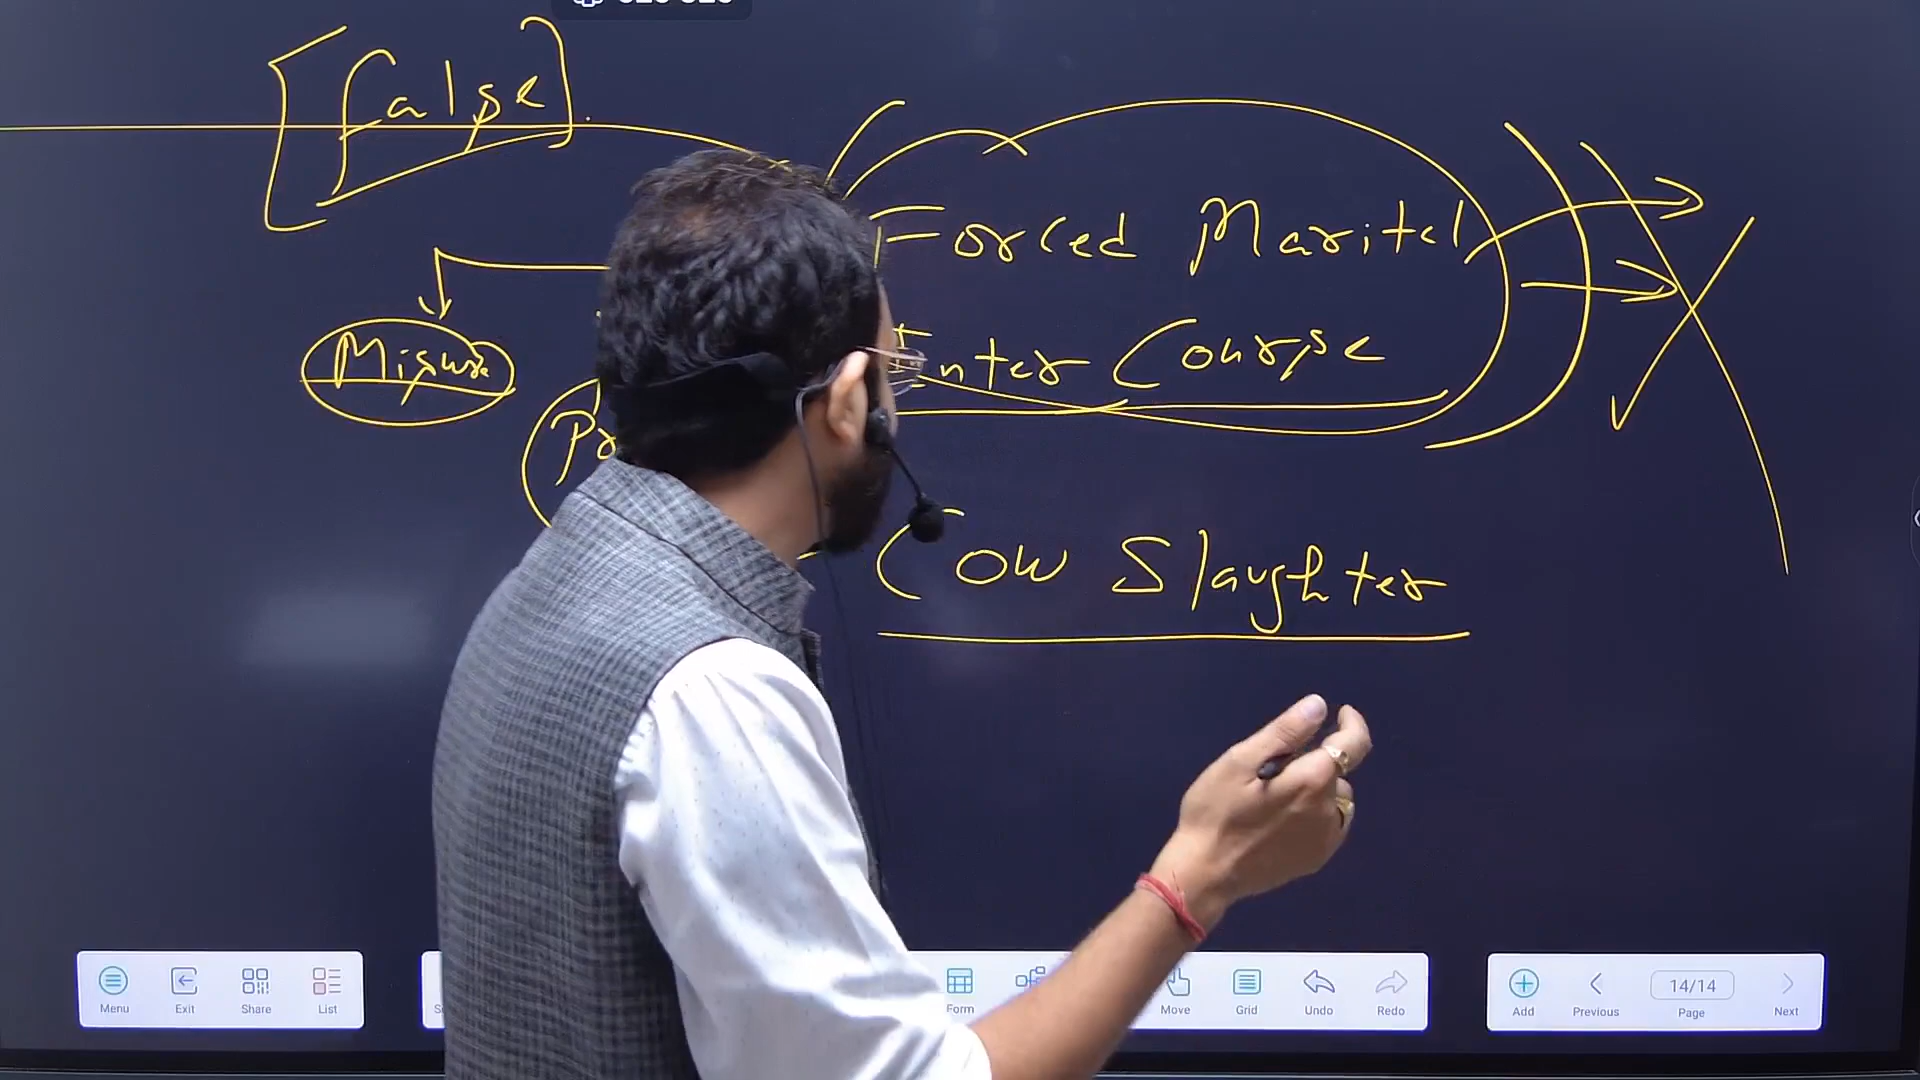 [false]
Forced Marital
Inter Course
Misuse
Pr
Cow Slaughter
Menu
Exit
Share
List
Form
Move
Grid
Undo
Redo
Add
Previous
14/14
Page
Next